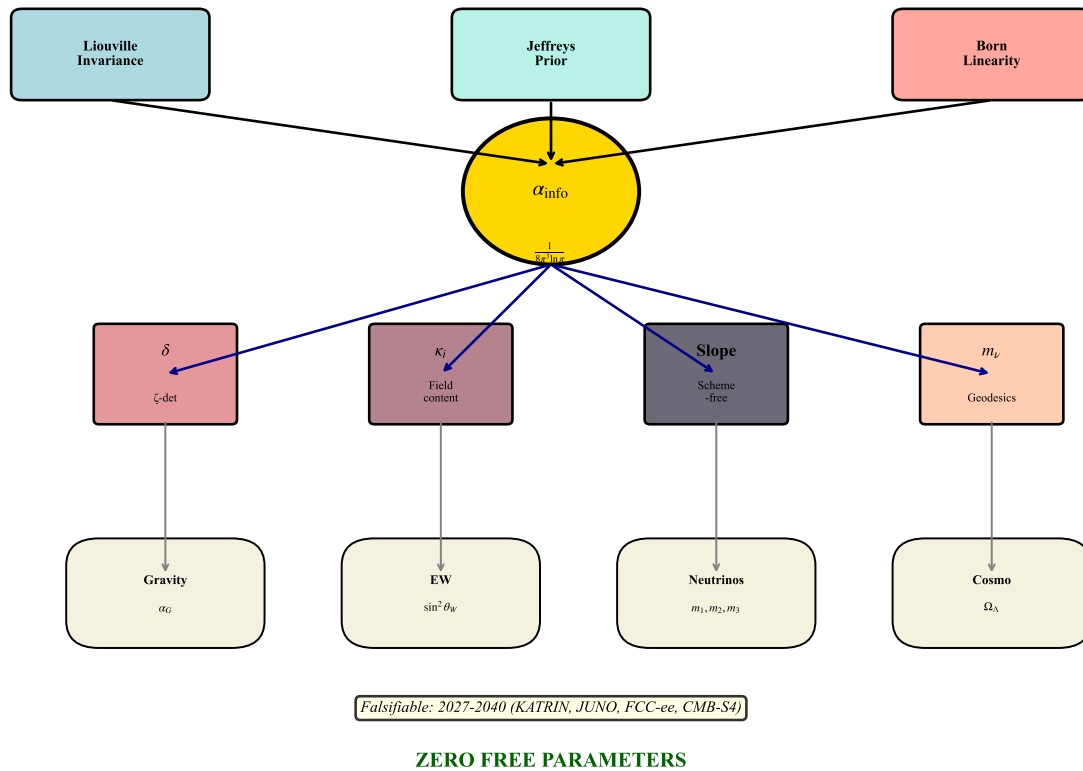 Liouville
Invariance
Jeffreys
Prior
Born
Linearity
α_info
1/(8π³ ln π)
δ
ζ-det
κ_i
Field
content
Slope
Scheme
-free
m_ν
Geodesics
Gravity
α_G
EW
sin² θ_W
Neutrinos
m₁, m₂, m₃
Cosmo
Ω_Λ
Falsifiable: 2027-2040 (KATRIN, JUNO, FCC-ee, CMB-S4)
ZERO FREE PARAMETERS